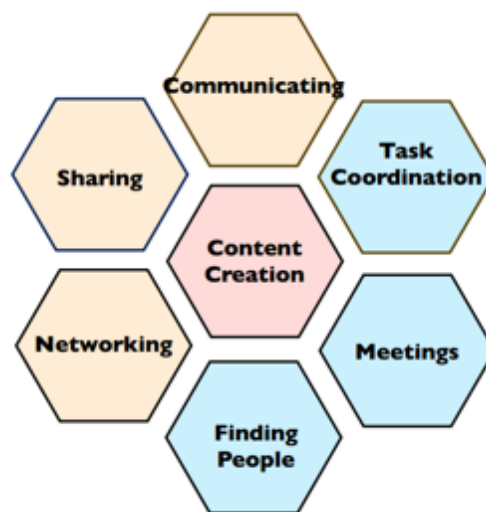 Communicating
Task
Coordination
Sharing
Content
Creation
Networking
Meetings
Finding
People